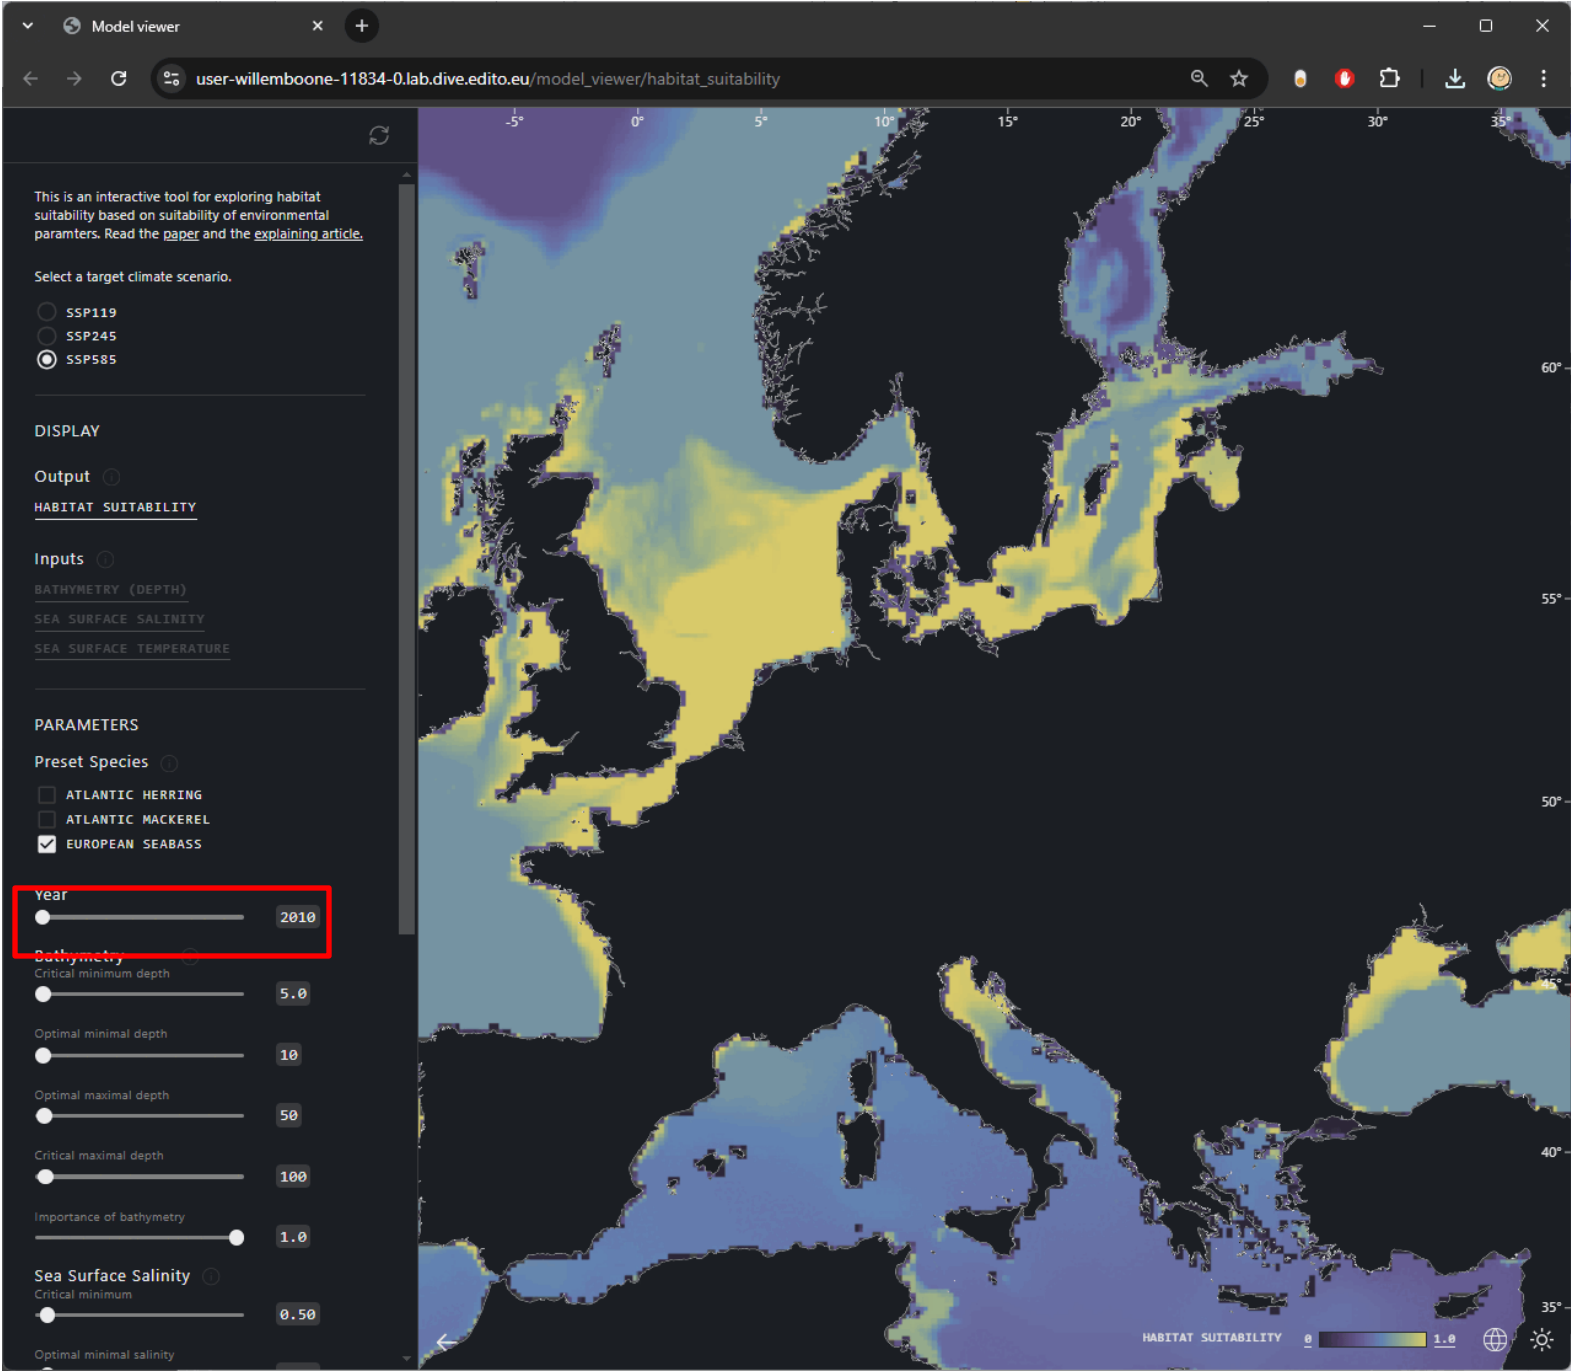 Model viewer
user-willemboone-11834-0.lab.dive.edito.eu/model_viewer/habitat_suitability
-5° 0° 5° 10° 15° 20° 25° 30° 35°
This is an interactive tool for exploring habitat
suitability based on suitability of environmental
paramters. Read the paper and the explaining article.
Select a target climate scenario.
SSP119
SSP245
SSP585
60°
DISPLAY
Output
HABITAT SUITABILITY
Inputs
BATHYMETRY (DEPTH)
55°
SEA SURFACE SALINITY
SEA SURFACE TEMPERATURE
PARAMETERS
Preset Species
ATLANTIC HERRING
50°
ATLANTIC MACKEREL
EUROPEAN SEABASS
Year
2010
Bathymetry
Critical minimum depth
45°
5.0
Optimal minimal depth
10
Optimal maximal depth
50
Critical maximal depth
40°
100
Importance of bathymetry
1.0
Sea Surface Salinity
Critical minimum
35°
0.50
HABITAT SUITABILITY 0 1.0
Optimal minimal salinity